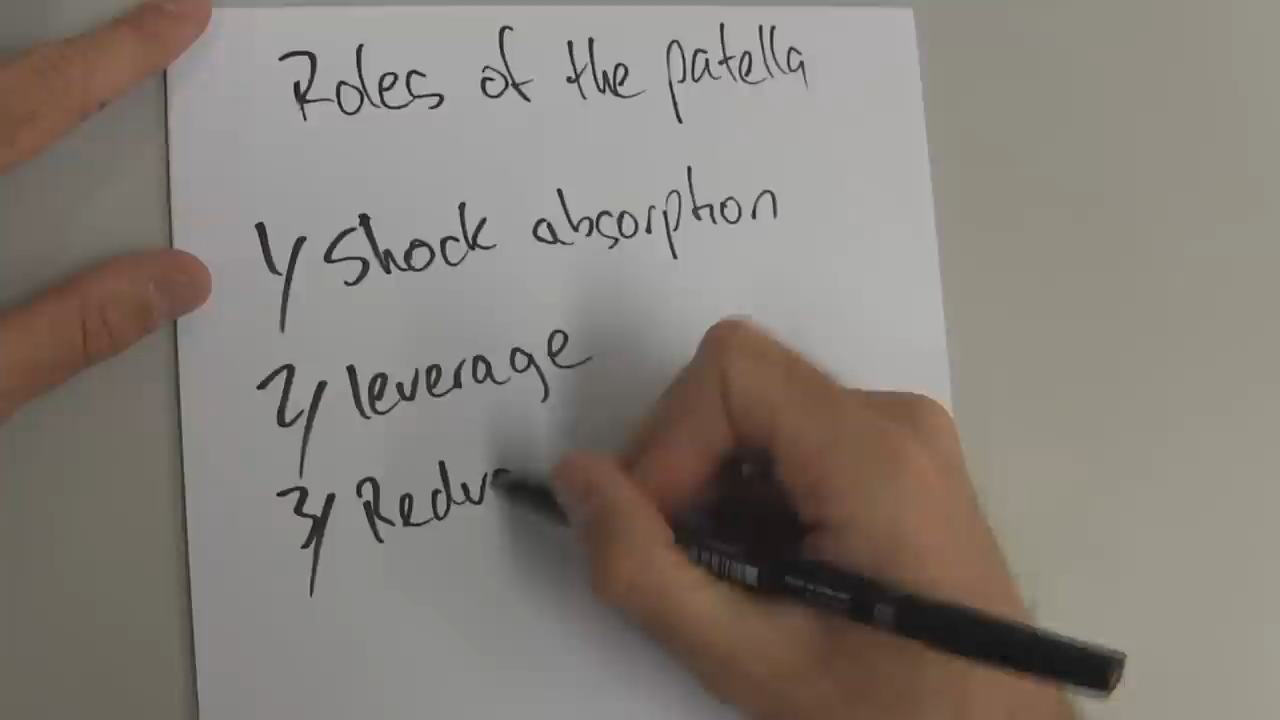 Roles of the patella
1/ Shock absorption
2/ leverage
3/ Redu